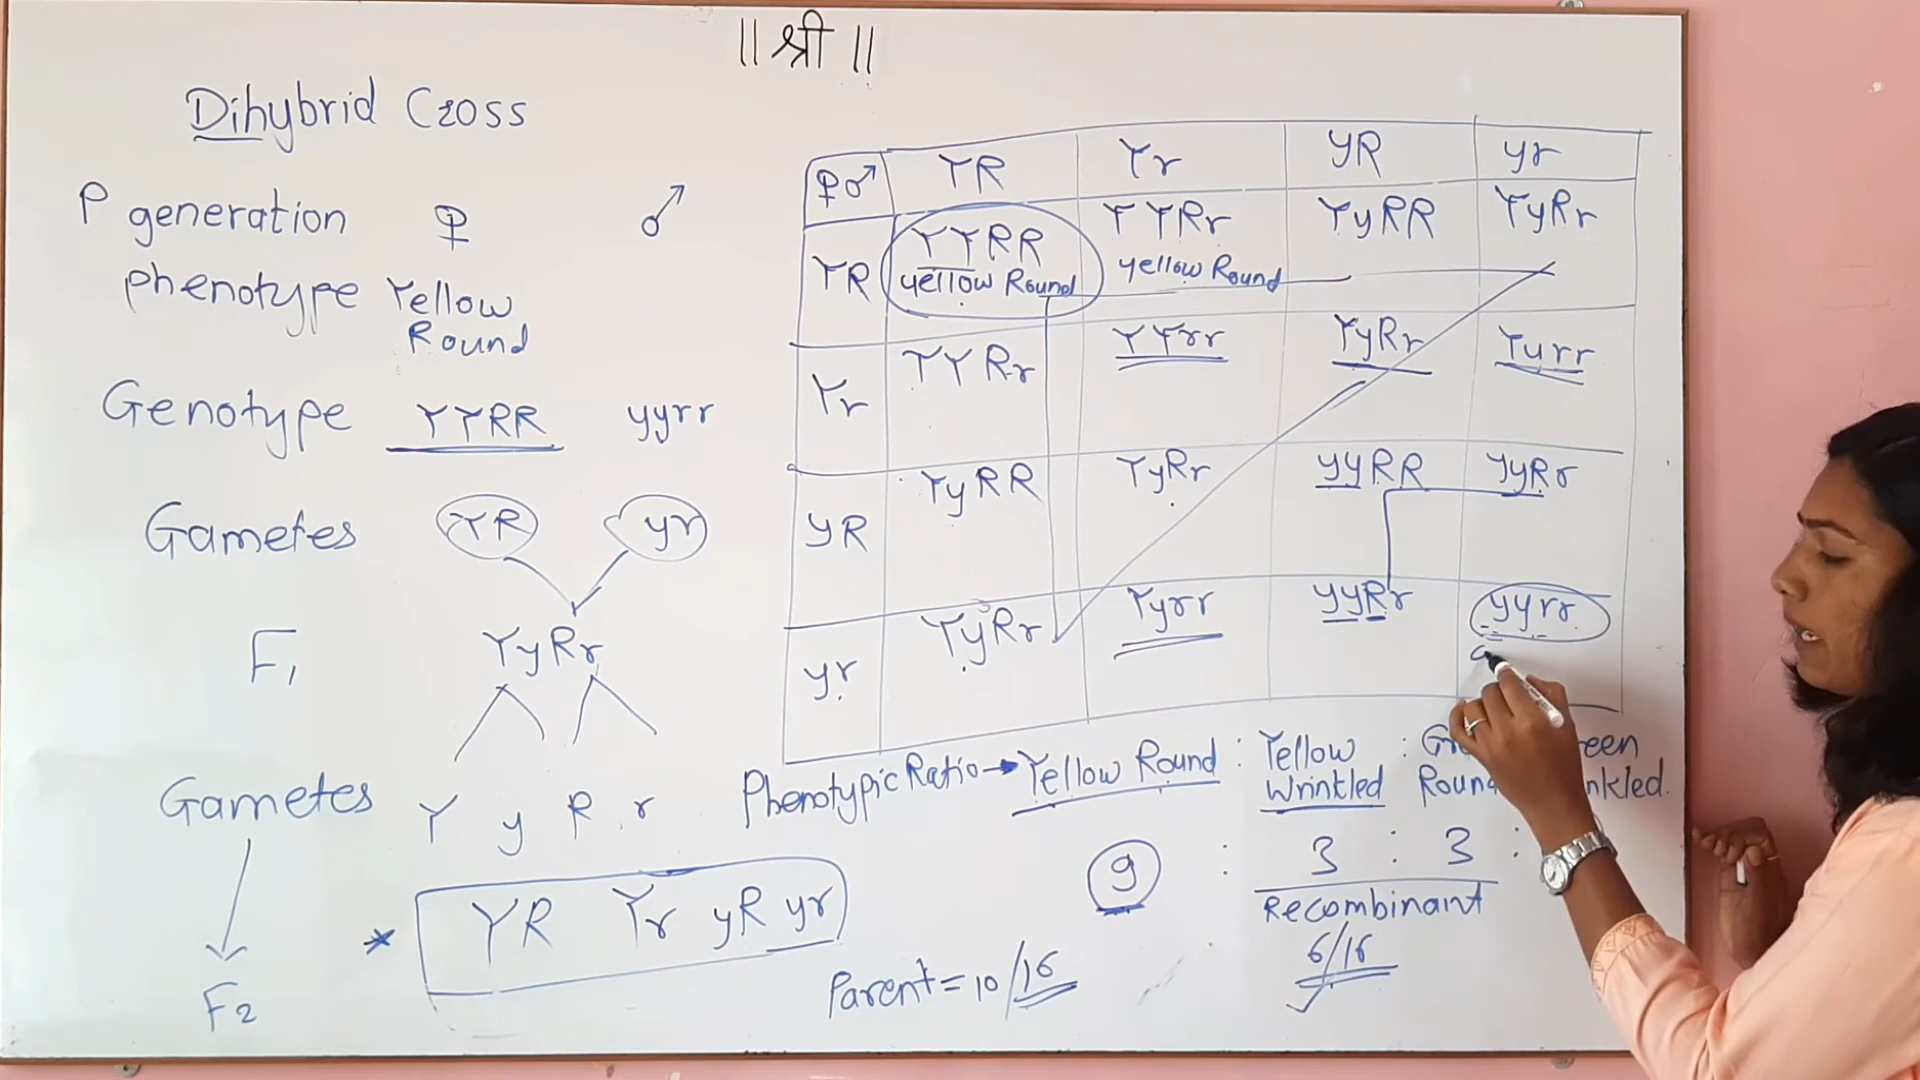 || श्री ||
Dihybrid Cross
P generation ♀ ♂
phenotype Yellow
Round
Genotype YYRR yyrr
Gametes YR yr
F1 YyRr
Gametes Y y R r
* YR Yr yR yr
F2
♀♂ YR Yr yR yr
YR YYRR YYRr YyRR YyRr
yellow Round yellow Round
Yr YYRr YYrr YyRr Yyrr
yR YyRR YyRr yyRR yyRr
yr YyRr Yyrr yyRr yyrr
Phenotypic Ratio → Yellow Round : Yellow :
Wrinkled Round
9 : 3 : 3 :
Recombinant
Parent = 10/16 6/16